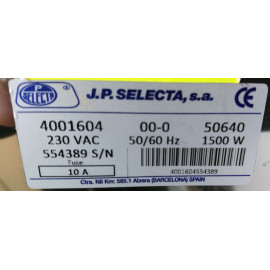 J.P. SELECTA, s.a.
J.P.
SELECTA
CE
4001604 00-0 50640
230 VAC 50/60 Hz 1500 W
554389 S/N
Fuse
10 A
4001604554389
Ctra. NII Km: 585.1 Abrera (BARCELONA) SPAIN